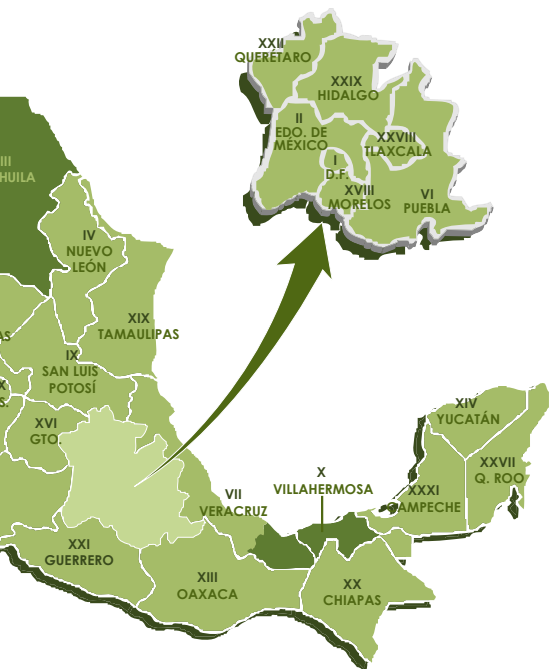 XXII
QUERÉTARO
XXIX
HIDALGO
II
EDO. DE
MÉXICO
XXVIII
TLAXCALA
I
D.F.
XVIII
MORELOS
VI
PUEBLA
III
HUILA
IV
NUEVO
LEÓN
XIX
TAMAULIPAS
AS
IX
SAN LUIS
POTOSÍ
X
S.
XVI
GTO.
XIV
YUCATÁN
XXVII
Q. ROO
XXXI
CAMPECHE
X
VILLAHERMOSA
VII
VERACRUZ
XXI
GUERRERO
XIII
OAXACA
XX
CHIAPAS